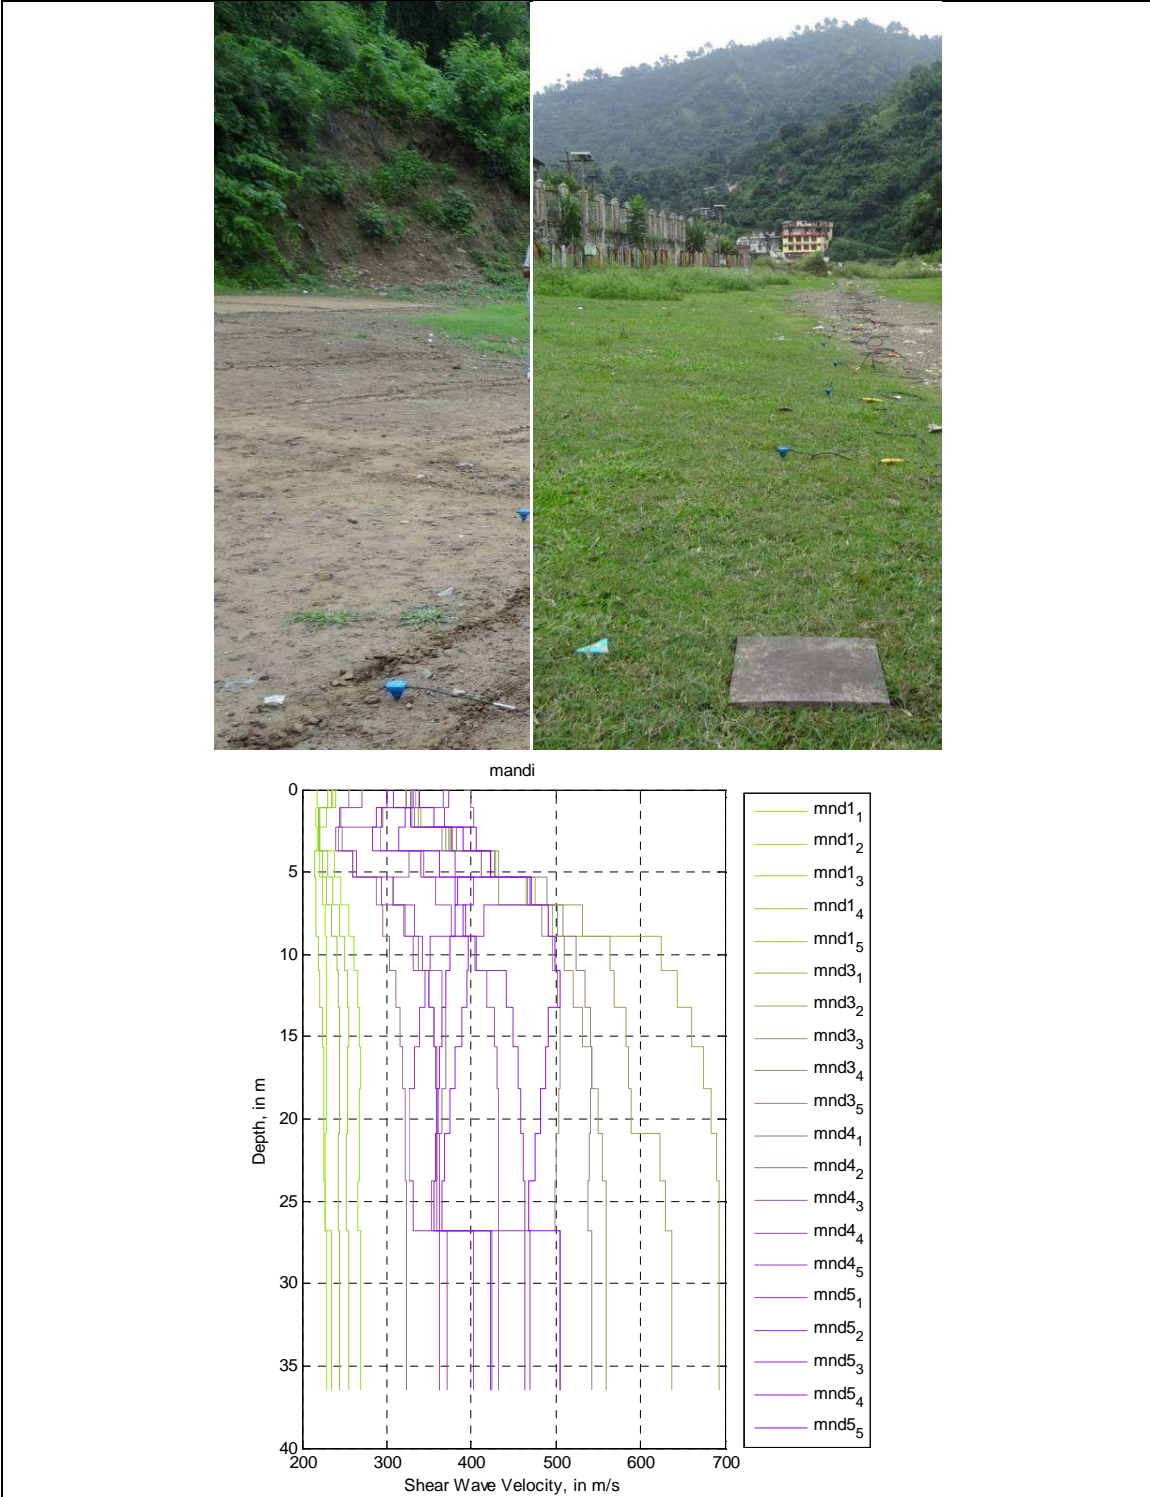 mandi
0
5
10
15
20
25
30
35
40
200 300 400 500 600 700
Depth, in m
Shear Wave Velocity, in m/s
mnd1_1
mnd1_2
mnd1_3
mnd1_4
mnd1_5
mnd3_1
mnd3_2
mnd3_3
mnd3_4
mnd3_5
mnd4_1
mnd4_2
mnd4_3
mnd4_4
mnd4_5
mnd5_1
mnd5_2
mnd5_3
mnd5_4
mnd5_5